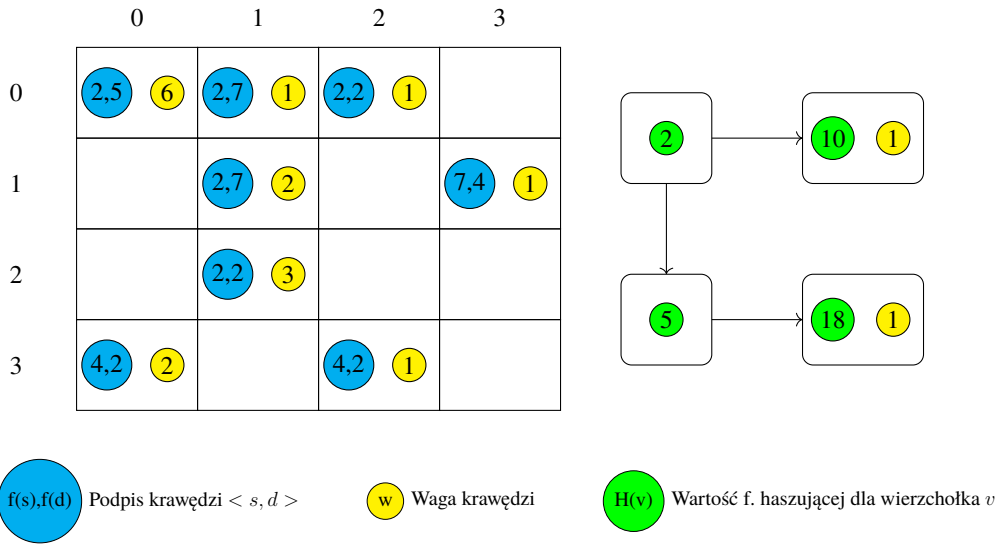 0 1 2 3
0 2,5 6 2,7 1 2,2 1
2 10 1
1 2,7 2 7,4 1
2 2,2 3
5 18 1
3 4,2 2 4,2 1
f(s),f(d) Podpis krawędzi < s, d >
w Waga krawędzi
H(v) Wartość f. haszującej dla wierzchołka v